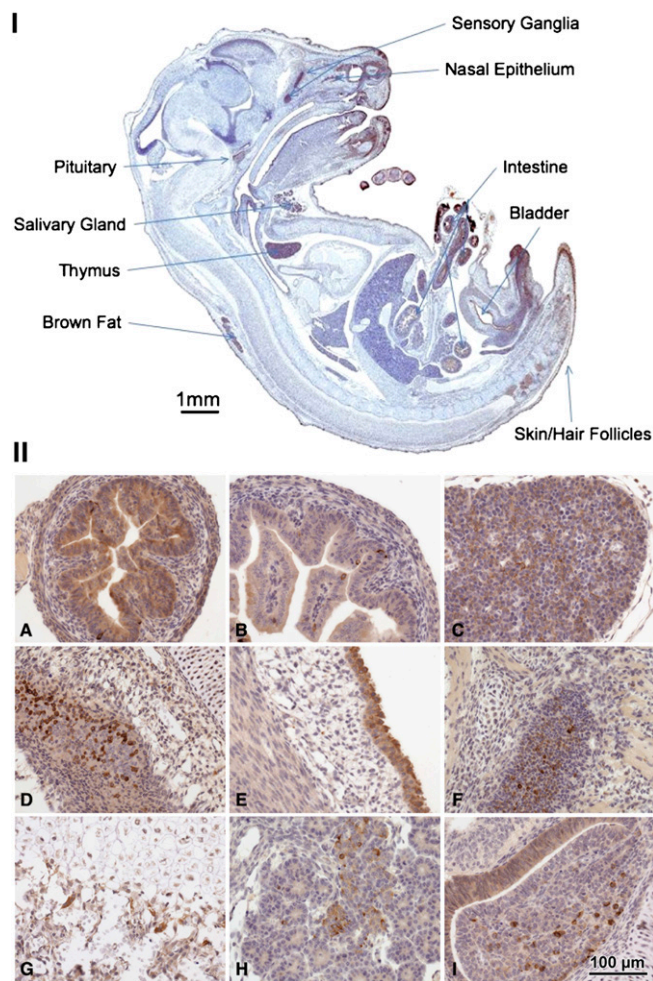 I
Sensory Ganglia
Nasal Epithelium
Pituitary
Intestine
Salivary Gland
Bladder
Thymus
Brown Fat
1mm
Skin/Hair Follicles
II
A
B
C
D
E
F
G
H
I
100 µm